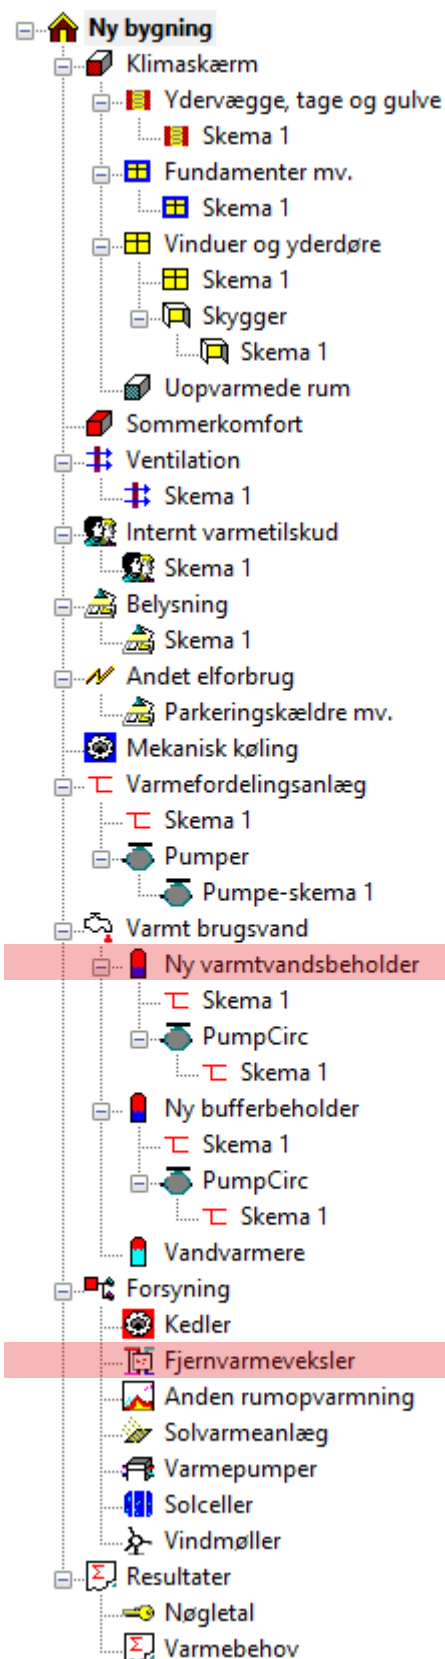 Ny bygning
Klimaskærm
Ydervægge, tage og gulve
Skema 1
Fundamenter mv.
Skema 1
Vinduer og yderdøre
Skema 1
Skygger
Skema 1
Uopvarmede rum
Sommerkomfort
Ventilation
Skema 1
Internt varmetilskud
Skema 1
Belysning
Skema 1
Andet elforbrug
Parkeringskældre mv.
Mekanisk køling
Varmefordelingsanlæg
Skema 1
Pumper
Pumpe-skema 1
Varmt brugsvand
Ny varmtvandsbeholder
Skema 1
PumpCirc
Skema 1
Ny bufferbeholder
Skema 1
PumpCirc
Skema 1
Vandvarmere
Forsyning
Kedler
Fjernvarmeveksler
Anden rumopvarmning
Solvarmeanlæg
Varmepumper
Solceller
Vindmøller
Resultater
Nøgletal
Varmebehov